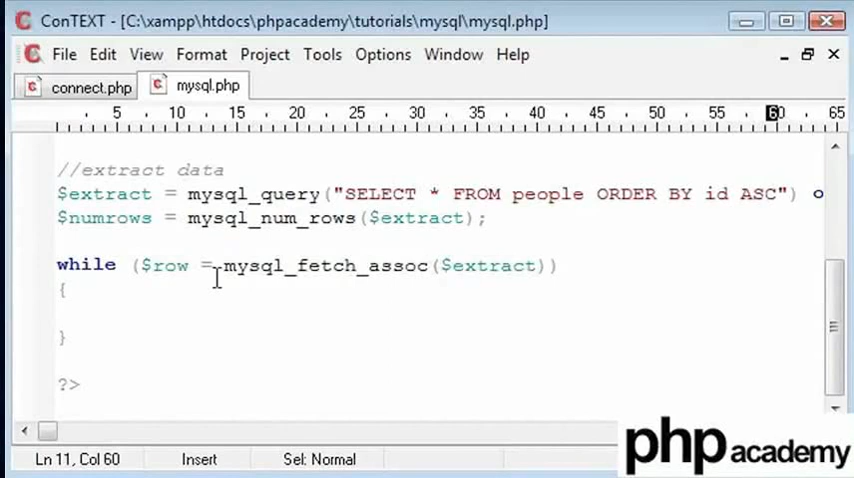 ConTEXT - [C:\xampp\htdocs\phpacademy\tutorials\mysql\mysql.php]
File Edit View Format Project Tools Options Window Help
connect.php mysql.php
5 10 15 20 25 30 35 40 45 50 55 60 65
//extract data
$extract = mysql_query("SELECT * FROM people ORDER BY id ASC") o
$numrows = mysql_num_rows($extract);
while ($row = mysql_fetch_assoc($extract))
{
}
?>
php academy
Ln 11, Col 60 Insert Sel: Normal